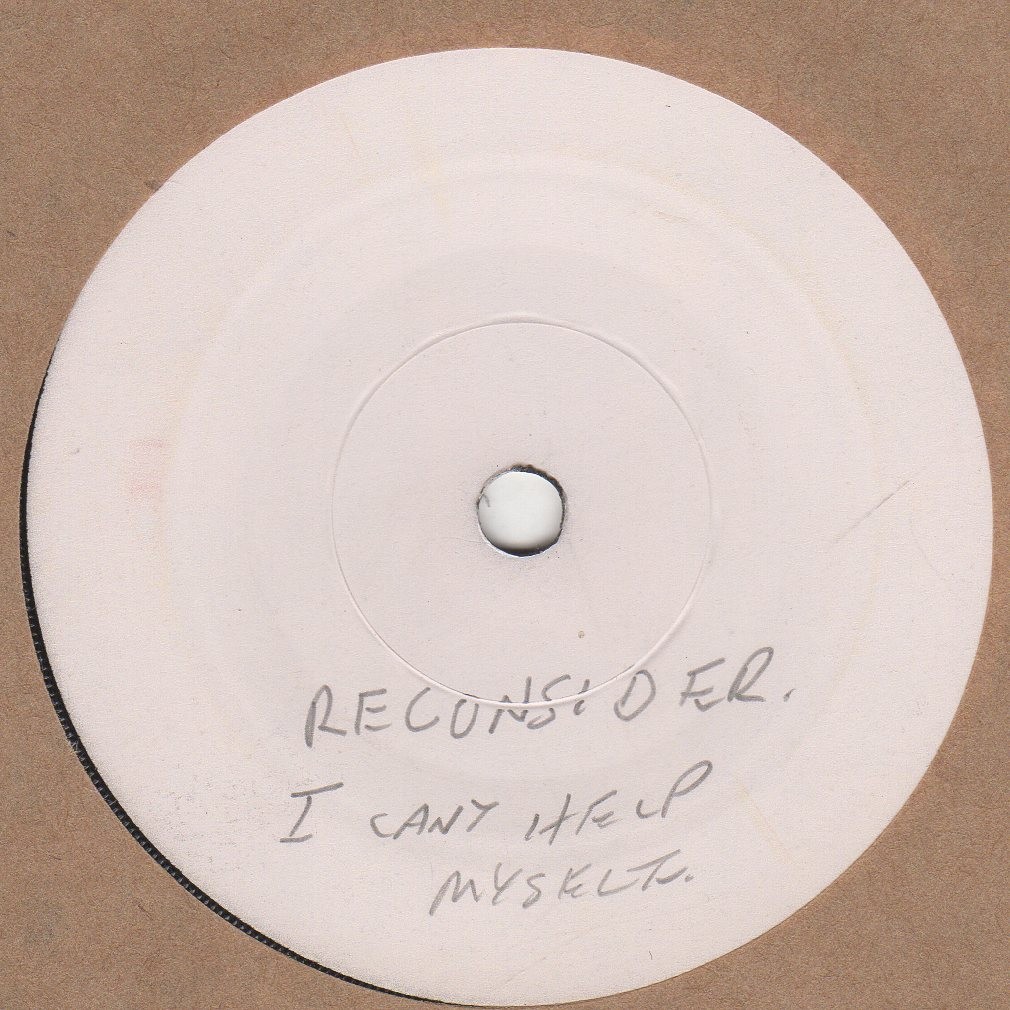 RECONSIDER.
I CANT HELP
MYSELF.